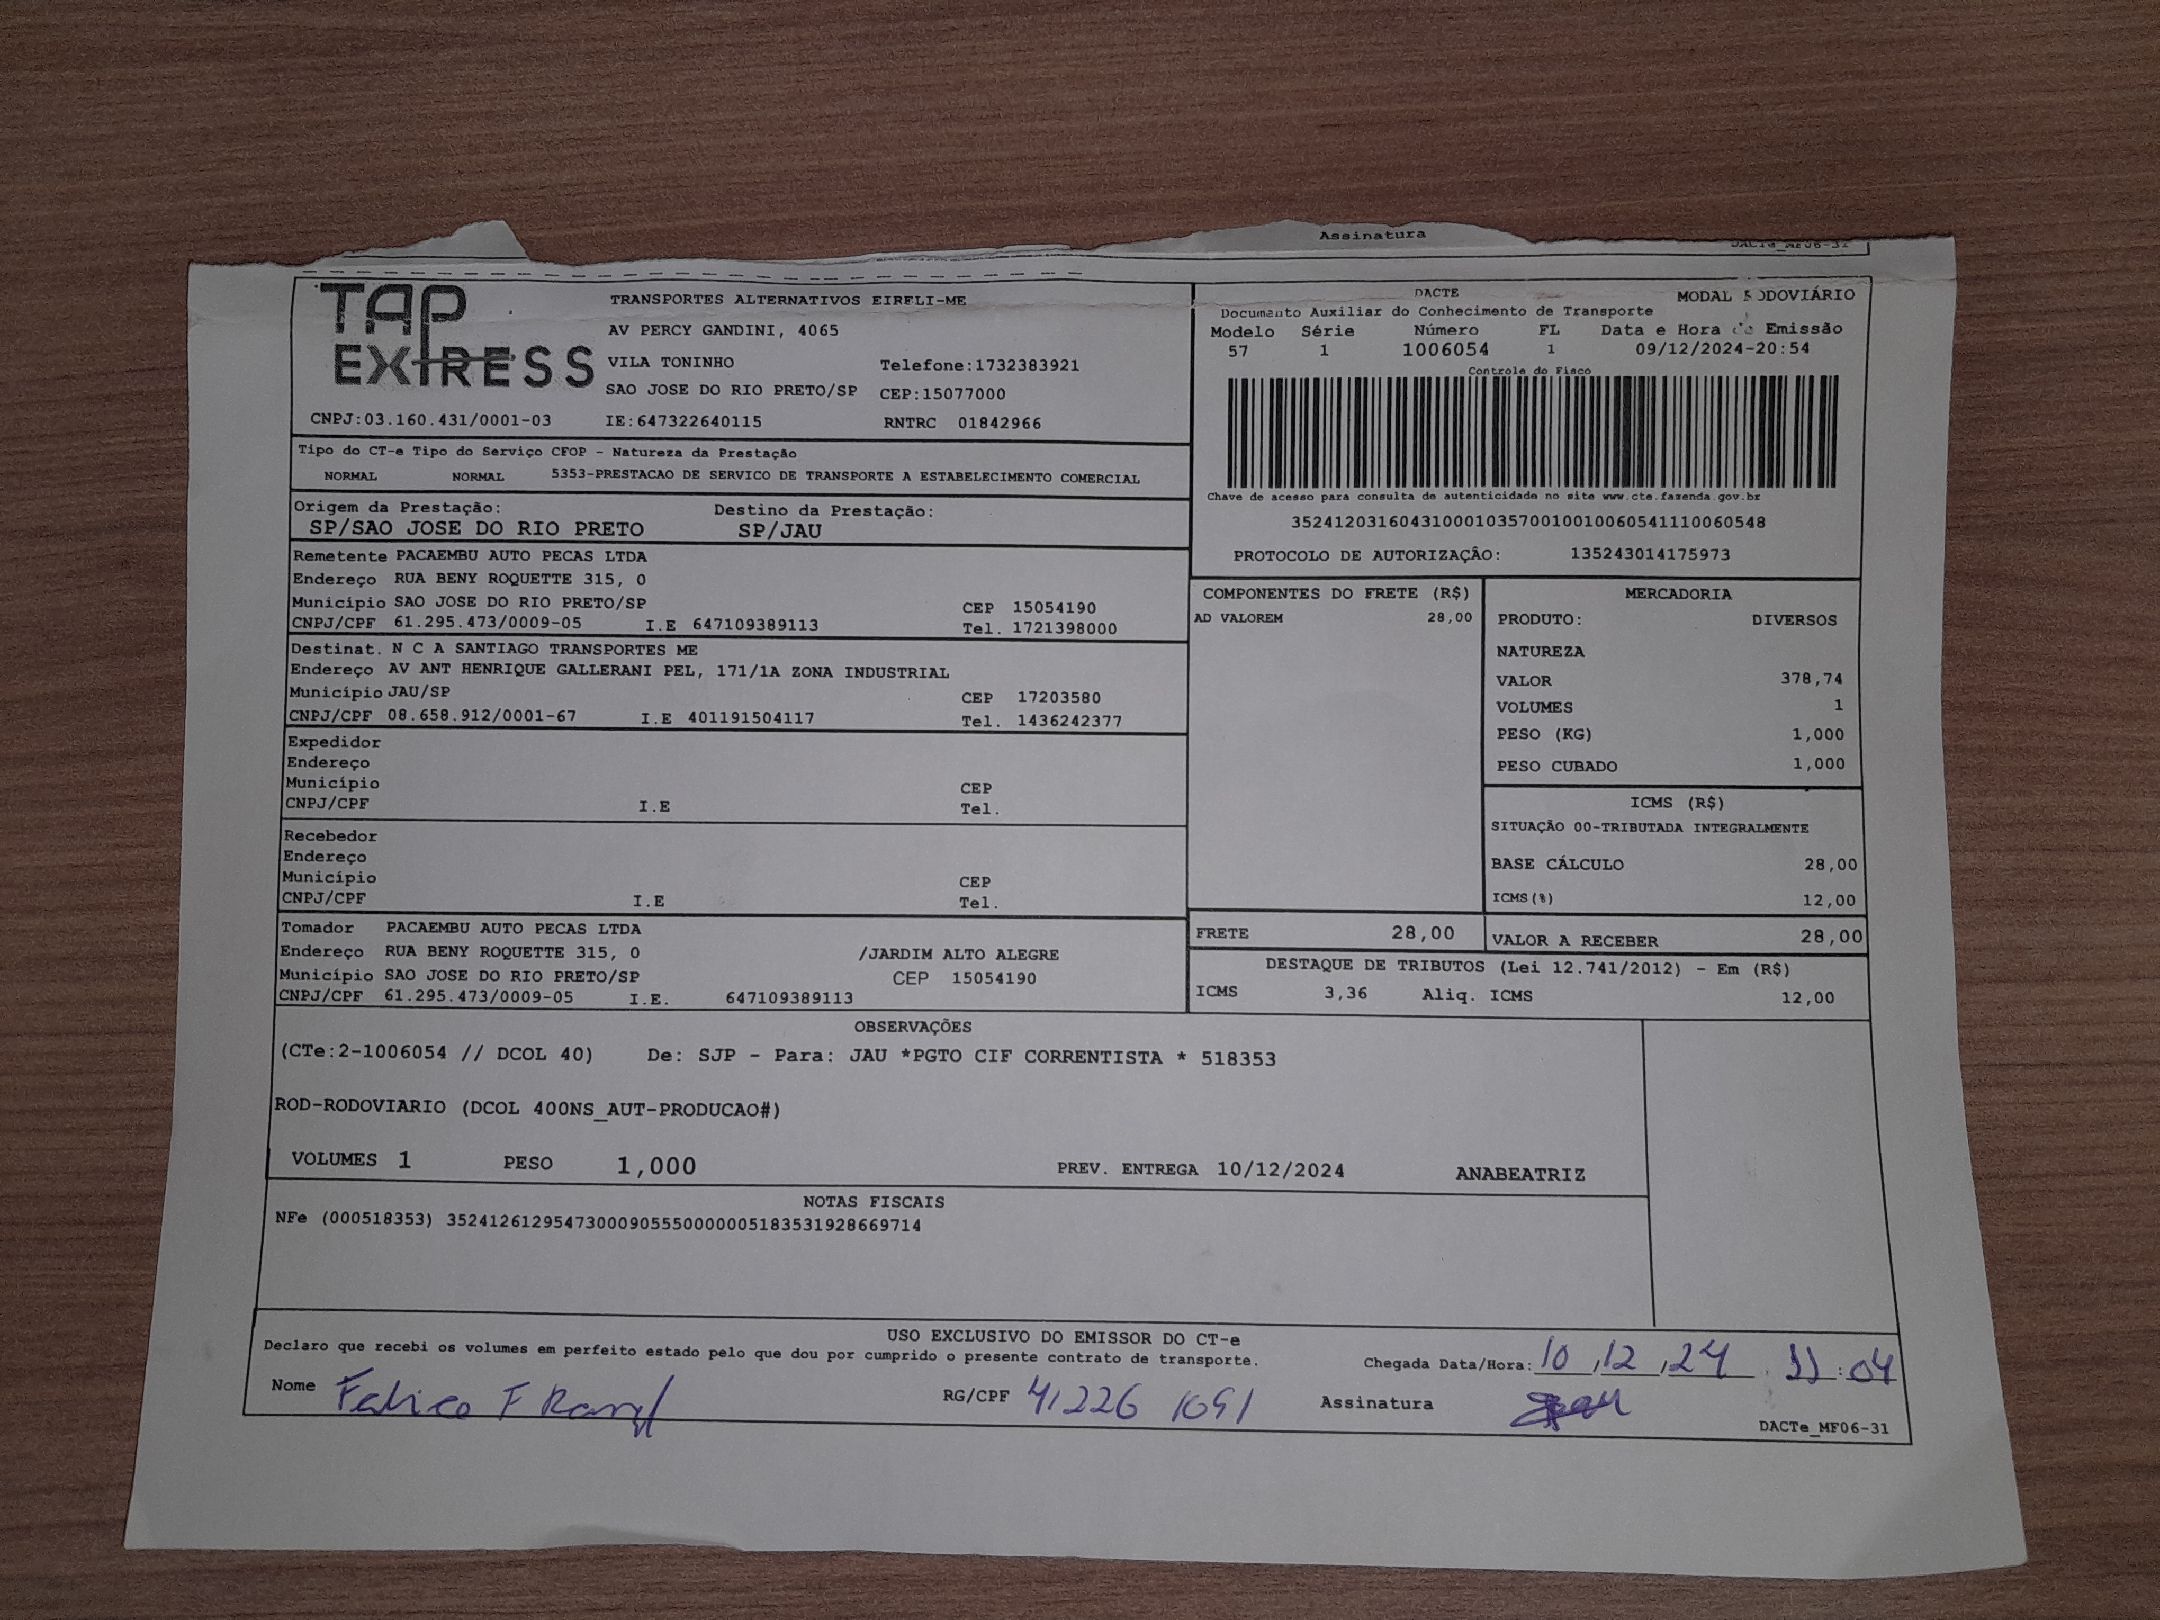 Assinatura
DACTe_MF06-31
TAP EXPRESS
TRANSPORTES ALTERNATIVOS EIRELI-ME
AV PERCY GANDINI, 4065
VILA TONINHO Telefone:1732383921
SAO JOSE DO RIO PRETO/SP CEP:15077000
CNPJ:03.160.431/0001-03 IE:647322640115 RNTRC 01842966
DACTE MODAL RODOVIÁRIO
Documento Auxiliar do Conhecimento de Transporte
Modelo Série Número FL Data e Hora de Emissão
57 1 1006054 1 09/12/2024-20:54
Controle do Fisco
Chave de acesso para consulta de autenticidade no site www.cte.fazenda.gov.br
35241203160431000103570010010060541110060548
PROTOCOLO DE AUTORIZAÇÃO: 135243014175973
Tipo do CT-e Tipo do Serviço CFOP - Natureza da Prestação
NORMAL NORMAL 5353-PRESTACAO DE SERVICO DE TRANSPORTE A ESTABELECIMENTO COMERCIAL
Origem da Prestação: Destino da Prestação:
SP/SAO JOSE DO RIO PRETO SP/JAU
Remetente PACAEMBU AUTO PECAS LTDA
Endereço RUA BENY ROQUETTE 315, 0
Município SAO JOSE DO RIO PRETO/SP CEP 15054190
CNPJ/CPF 61.295.473/0009-05 I.E 647109389113 Tel. 1721398000
Destinat. N C A SANTIAGO TRANSPORTES ME
Endereço AV ANT HENRIQUE GALLERANI PEL, 171/1A ZONA INDUSTRIAL
Município JAU/SP CEP 17203580
CNPJ/CPF 08.658.912/0001-67 I.E 401191504117 Tel. 1436242377
Expedidor
Endereço
Município CEP
CNPJ/CPF I.E Tel.
Recebedor
Endereço
Município CEP
CNPJ/CPF I.E Tel.
Tomador PACAEMBU AUTO PECAS LTDA
Endereço RUA BENY ROQUETTE 315, 0 /JARDIM ALTO ALEGRE
Município SAO JOSE DO RIO PRETO/SP CEP 15054190
CNPJ/CPF 61.295.473/0009-05 I.E. 647109389113
COMPONENTES DO FRETE (R$)
AD VALOREM 28,00
MERCADORIA
PRODUTO: DIVERSOS
NATUREZA
VALOR 378,74
VOLUMES 1
PESO (KG) 1,000
PESO CUBADO 1,000
ICMS (R$)
SITUAÇÃO 00-TRIBUTADA INTEGRALMENTE
BASE CÁLCULO 28,00
ICMS(%) 12,00
FRETE 28,00 VALOR A RECEBER 28,00
DESTAQUE DE TRIBUTOS (Lei 12.741/2012) - Em (R$)
ICMS 3,36 Aliq. ICMS 12,00
OBSERVAÇÕES
(CTe:2-1006054 // DCOL 40) De: SJP - Para: JAU *PGTO CIF CORRENTISTA * 518353
ROD-RODOVIARIO (DCOL 400NS_AUT-PRODUCAO#)
VOLUMES 1 PESO 1,000 PREV. ENTREGA 10/12/2024 ANABEATRIZ
NOTAS FISCAIS
NFe (000518353) 35241261295473000905550000005183531928669714
USO EXCLUSIVO DO EMISSOR DO CT-e
Declaro que recebi os volumes em perfeito estado pelo que dou por cumprido o presente contrato de transporte. Chegada Data/Hora: 10,12,24 11:04
Nome F RG/CPF 41226 1091 Assinatura
DACTe_MF06-31